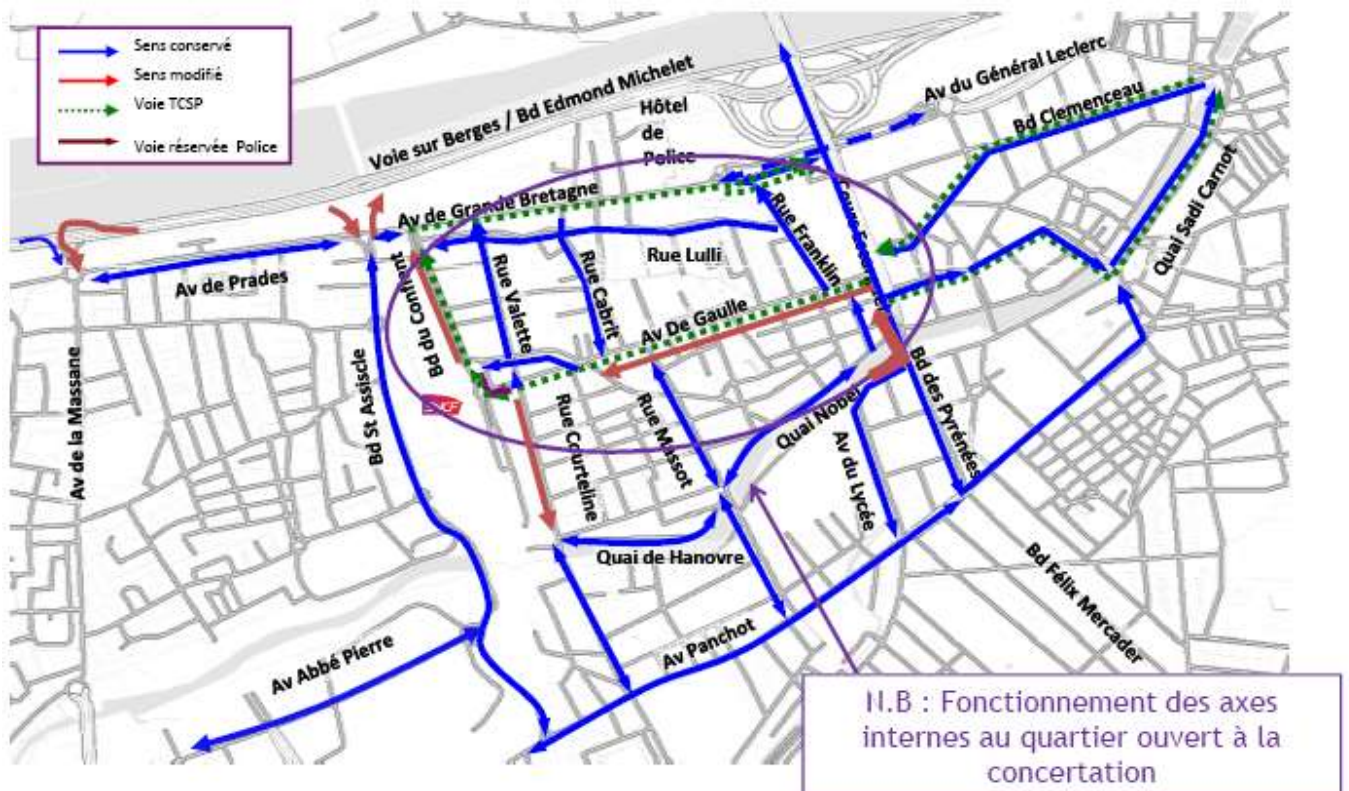 Sens conservé
Sens modifié
Voie TCSP
Voie réservée Police
Voie sur Berges / Bd Edmond Michelet
Hôtel
de
Police
Av du Général Leclerc
Bd Clemenceau
Quai Sadi Carnot
Av de Grande Bretagne
Av de Prades
Rue Lulli
Rue Franklin
Rue Valette
Rue Cabrit
Av De Gaulle
Bd du Conflent
Bd St Assiscle
Av de la Massane
Rue Courteline
Rue Massot
Quai Nobel
Av du Lycée
Bd des Pyrénées
Quai de Hanovre
Bd Félix Mercader
Av Panchot
Av Abbé Pierre
N.B : Fonctionnement des axes
internes au quartier ouvert à la
concertation